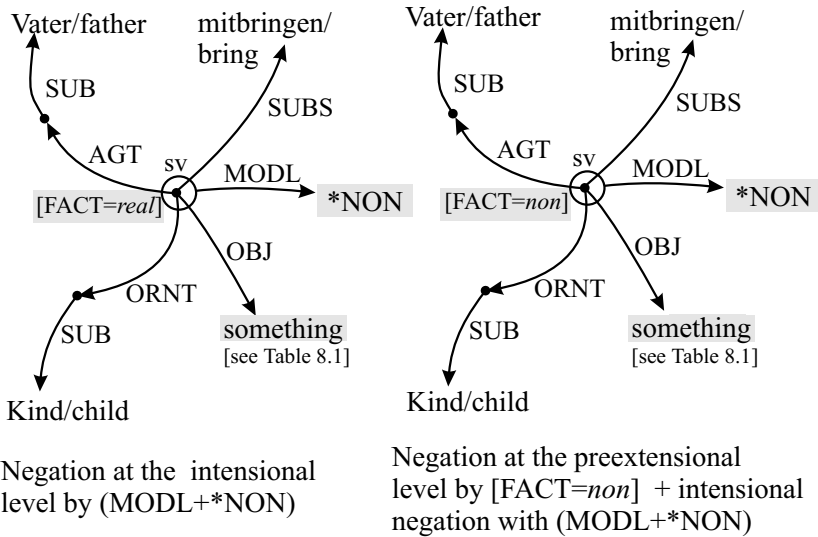 Vater/father
mitbringen/
bring
SUB
SUBS
AGT
sv
MODL
[FACT=real]
*NON
OBJ
ORNT
SUB
something
[see Table 8.1]
Kind/child
Negation at the intensional
level by (MODL+*NON)
Vater/father
mitbringen/
bring
SUB
SUBS
AGT
sv
MODL
[FACT=non]
*NON
OBJ
ORNT
SUB
something
[see Table 8.1]
Kind/child
Negation at the preextensional
level by [FACT=non] + intensional
negation with (MODL+*NON)